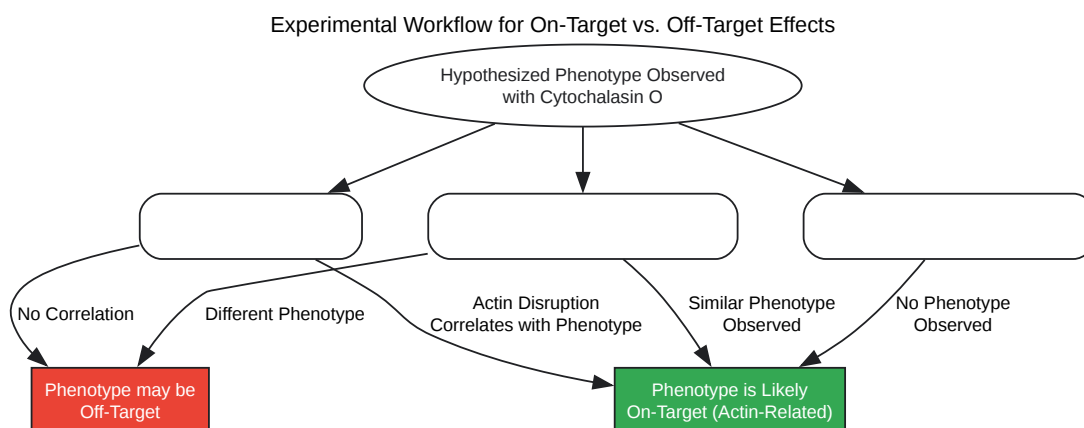 Experimental Workflow for On-Target vs. Off-Target Effects
Hypothesized Phenotype Observed
with Cytochalasin O
No Correlation
Different Phenotype
Actin Disruption
Correlates with Phenotype
Similar Phenotype
Observed
No Phenotype
Observed
Phenotype may be
Off-Target
Phenotype is Likely
On-Target (Actin-Related)